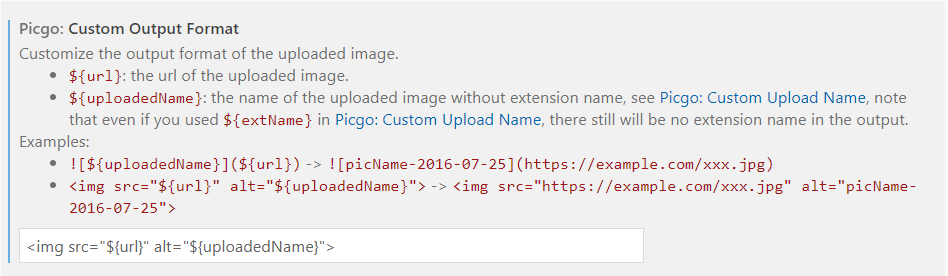 Picgo: Custom Output Format
Customize the output format of the uploaded image.
• ${url}: the url of the uploaded image.
• ${uploadedName}: the name of the uploaded image without extension name, see Picgo: Custom Upload Name, note
that even if you used ${extName} in Picgo: Custom Upload Name, there still will be no extension name in the output.
Examples:
• ![${uploadedName}](${url}) -> ![picName-2016-07-25](https://example.com/xxx.jpg)
• <img src="${url}" alt="${uploadedName}"> -> <img src="https://example.com/xxx.jpg" alt="picName-
2016-07-25">
<img src="${url}" alt="${uploadedName}">